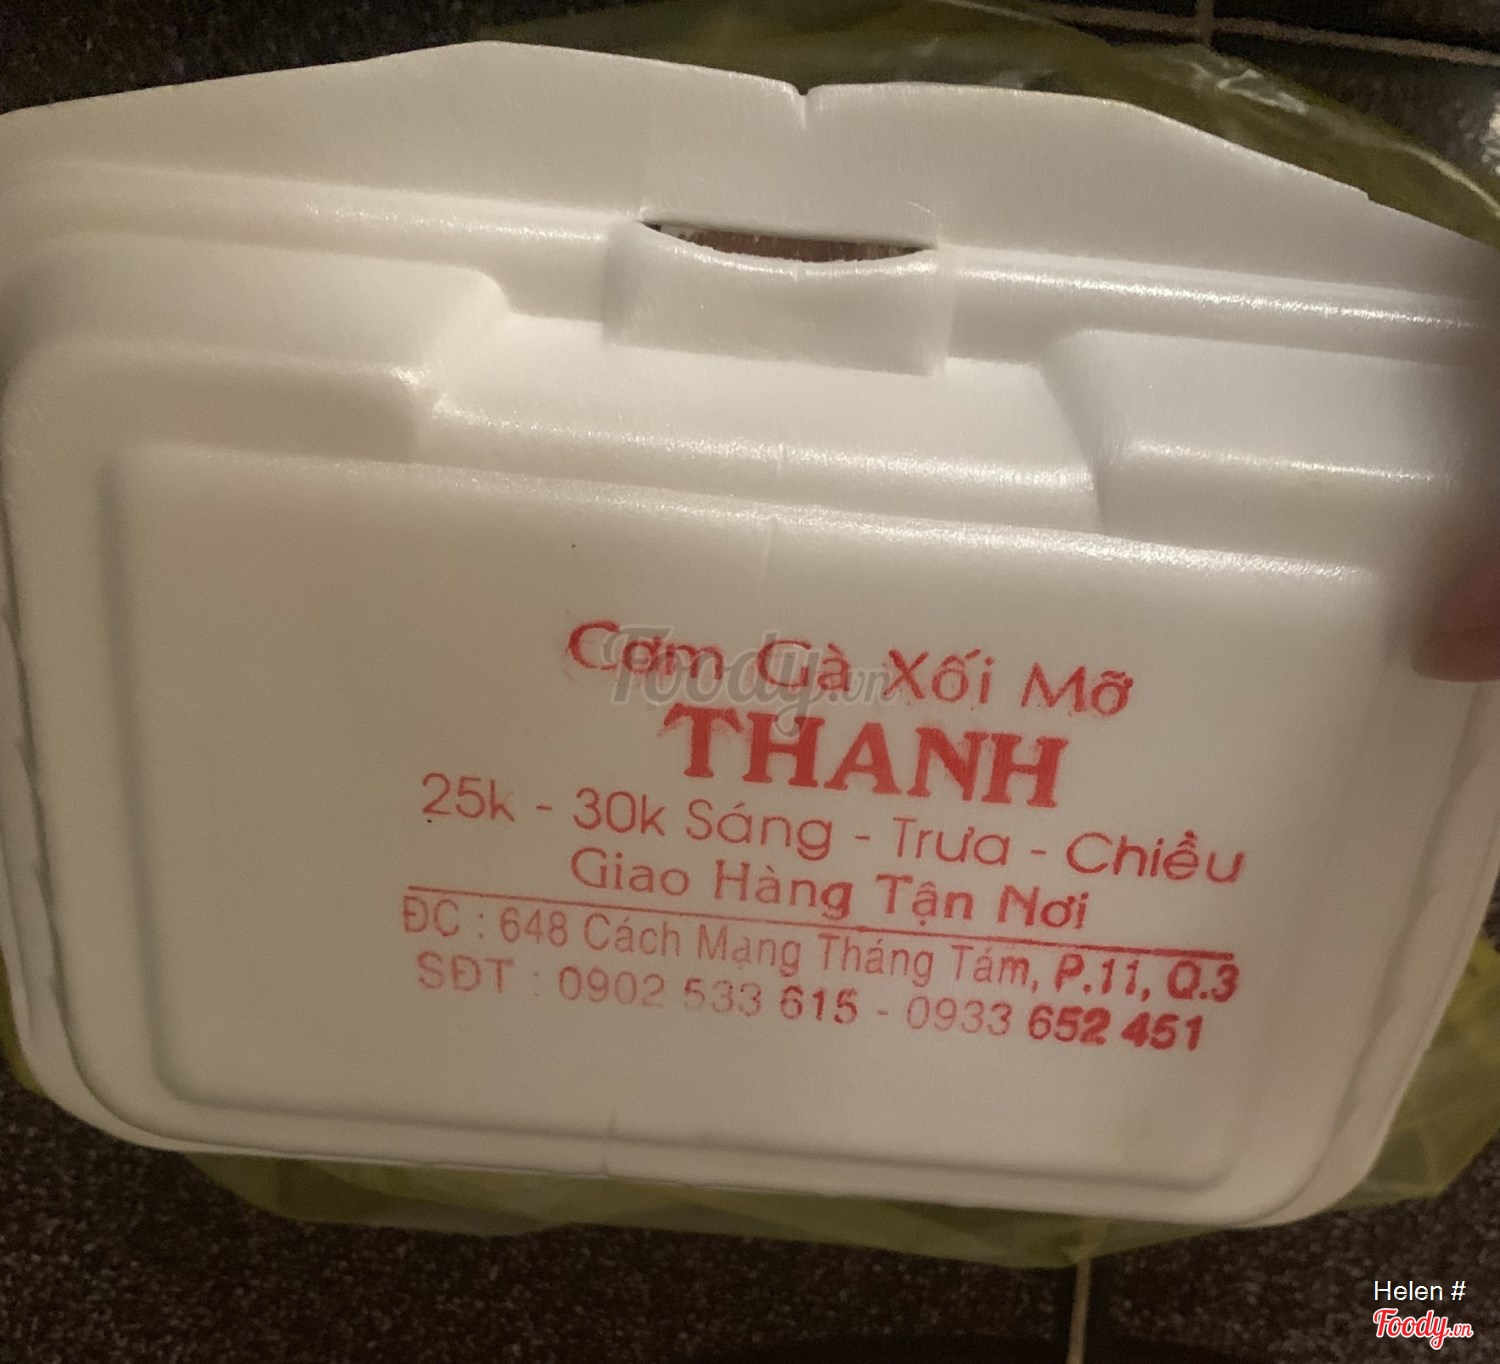 Cơm Gà Xối Mỡ
THANH
25k - 30k Sáng - Trưa - Chiều
Giao Hàng Tận Nơi
ĐC : 648 Cách Mạng Tháng Tám, P.11, Q.3
SĐT : 0902 533 615 - 0933 652 451
Foody.vn
Helen #
Foody.vn